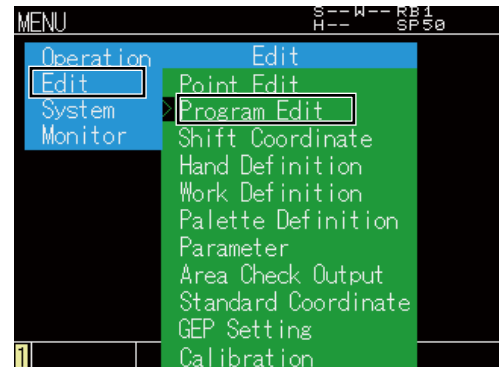 MENU S--W-- RB1
H-- SP50
Operation
Edit
System
Monitor
Edit
Point Edit
>Program Edit
Shift Coordinate
Hand Definition
Work Definition
Palette Definition
Parameter
Area Check Output
Standard Coordinate
GEP Setting
Calibration
1